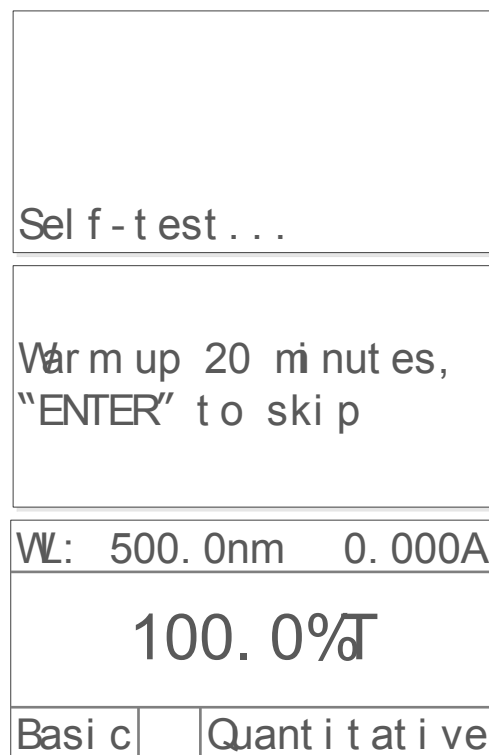 Self-test...
Warm up 20 minutes,
“ENTER” to skip
WL: 500.0nm 0.000A
100.0%T
Basic Quantitative